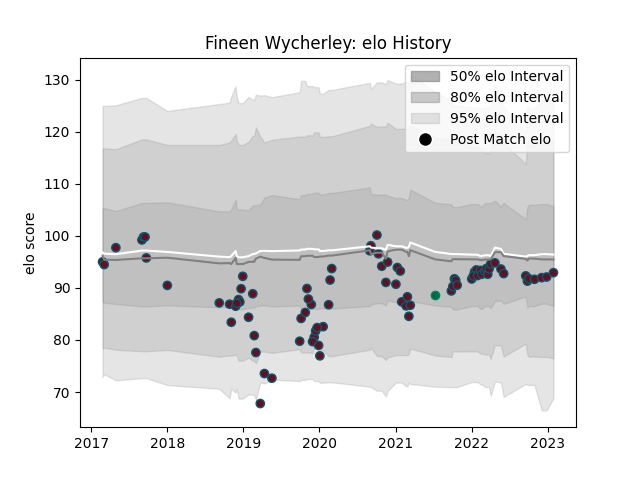 Fineen Wycherley: elo History
50% elo Interval
80% elo Interval
95% elo Interval
Post Match elo
elo score
130
120
110
100
90
80
70
2017 2018 2019 2020 2021 2022 2023